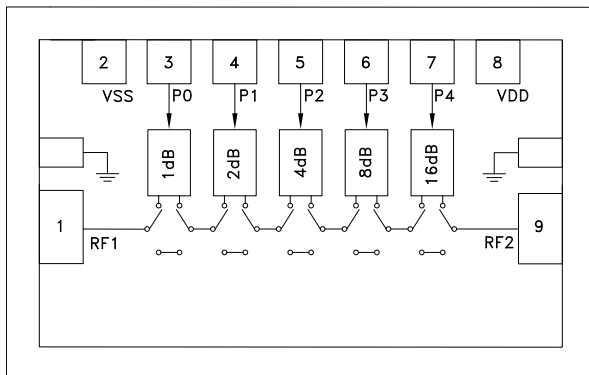 2 3 4 5 6 7 8
VSS P0 P1 P2 P3 P4 VDD
1dB 2dB 4dB 8dB 16dB
1 RF1 RF2 9